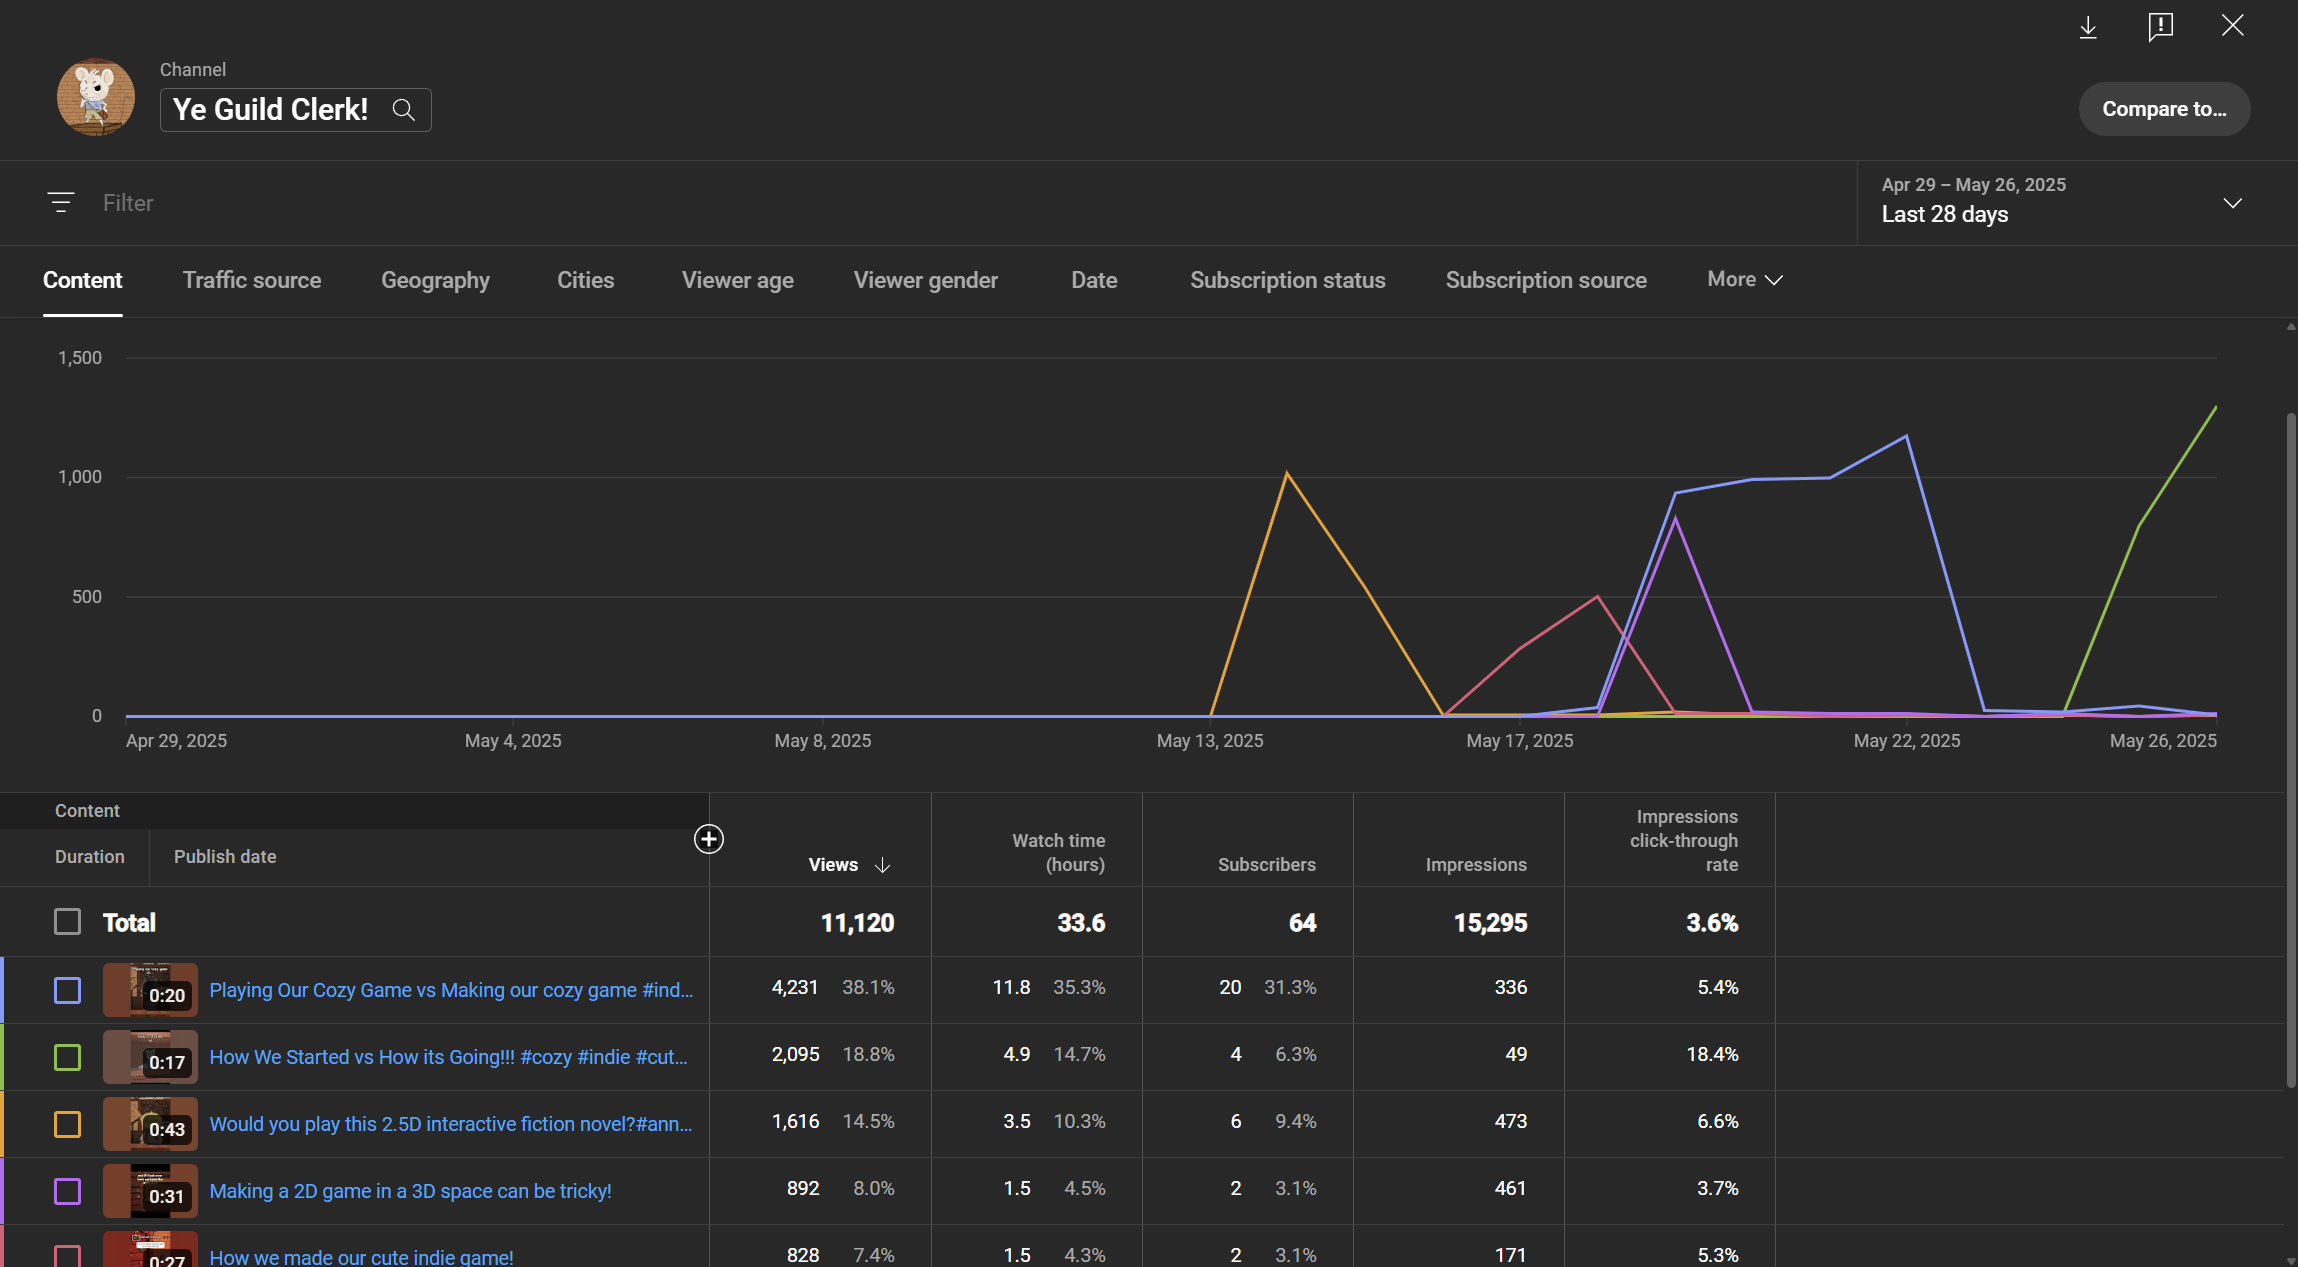 Channel
Ye Guild Clerk!
Compare to...
Filter
Apr 29 – May 26, 2025
Last 28 days
Content Traffic source Geography Cities Viewer age Viewer gender Date Subscription status Subscription source More
1,500
1,000
500
0
Apr 29, 2025 May 4, 2025 May 8, 2025 May 13, 2025 May 17, 2025 May 22, 2025 May 26, 2025
Content
Duration Publish date
Views
Watch time
(hours)
Subscribers
Impressions
Impressions
click-through
rate
Total 11,120 33.6 64 15,295 3.6%
0:20 Playing Our Cozy Game vs Making our cozy game #ind... 4,231 38.1% 11.8 35.3% 20 31.3% 336 5.4%
0:17 How We Started vs How its Going!!! #cozy #indie #cut... 2,095 18.8% 4.9 14.7% 4 6.3% 49 18.4%
0:43 Would you play this 2.5D interactive fiction novel?#ann... 1,616 14.5% 3.5 10.3% 6 9.4% 473 6.6%
0:31 Making a 2D game in a 3D space can be tricky! 892 8.0% 1.5 4.5% 2 3.1% 461 3.7%
0:27 How we made our cute indie game! 828 7.4% 1.5 4.3% 2 3.1% 171 5.3%